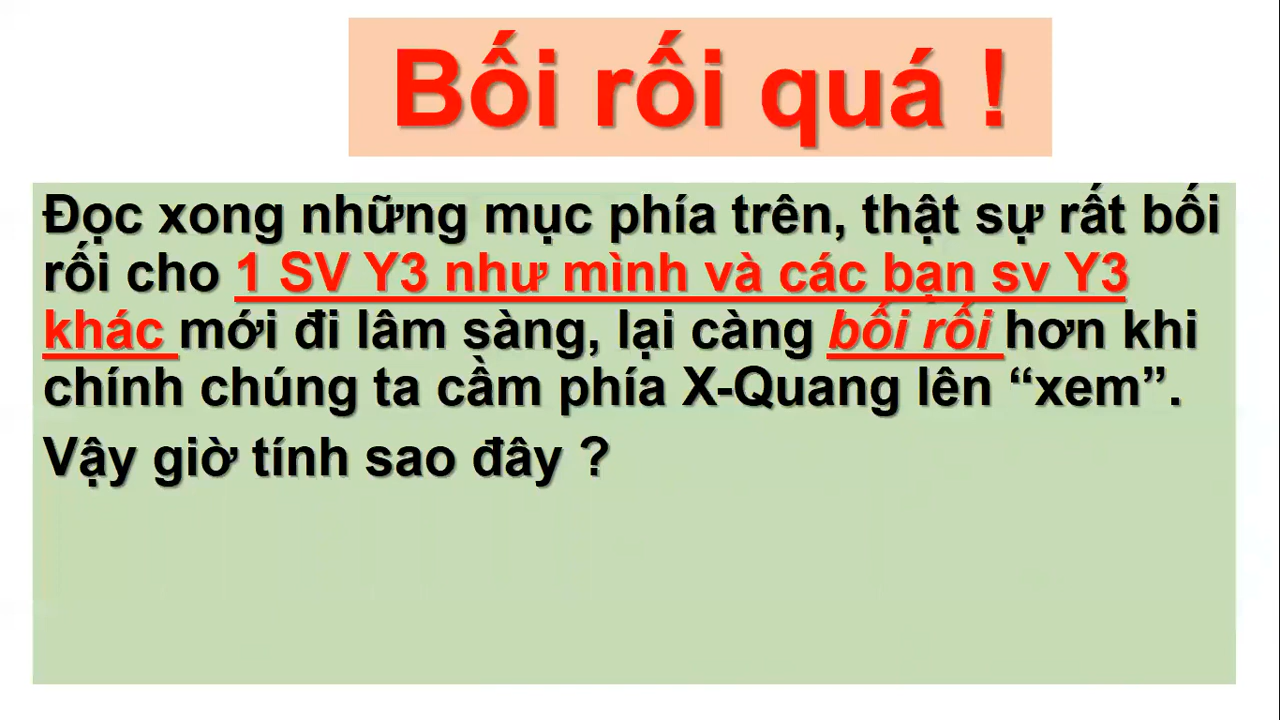 Bối rối quá !
Đọc xong những mục phía trên, thật sự rất bối
rối cho 1 SV Y3 như mình và các bạn sv Y3
khác mới đi lâm sàng, lại càng bối rối hơn khi
chính chúng ta cầm phía X-Quang lên “xem”.
Vậy giờ tính sao đây ?